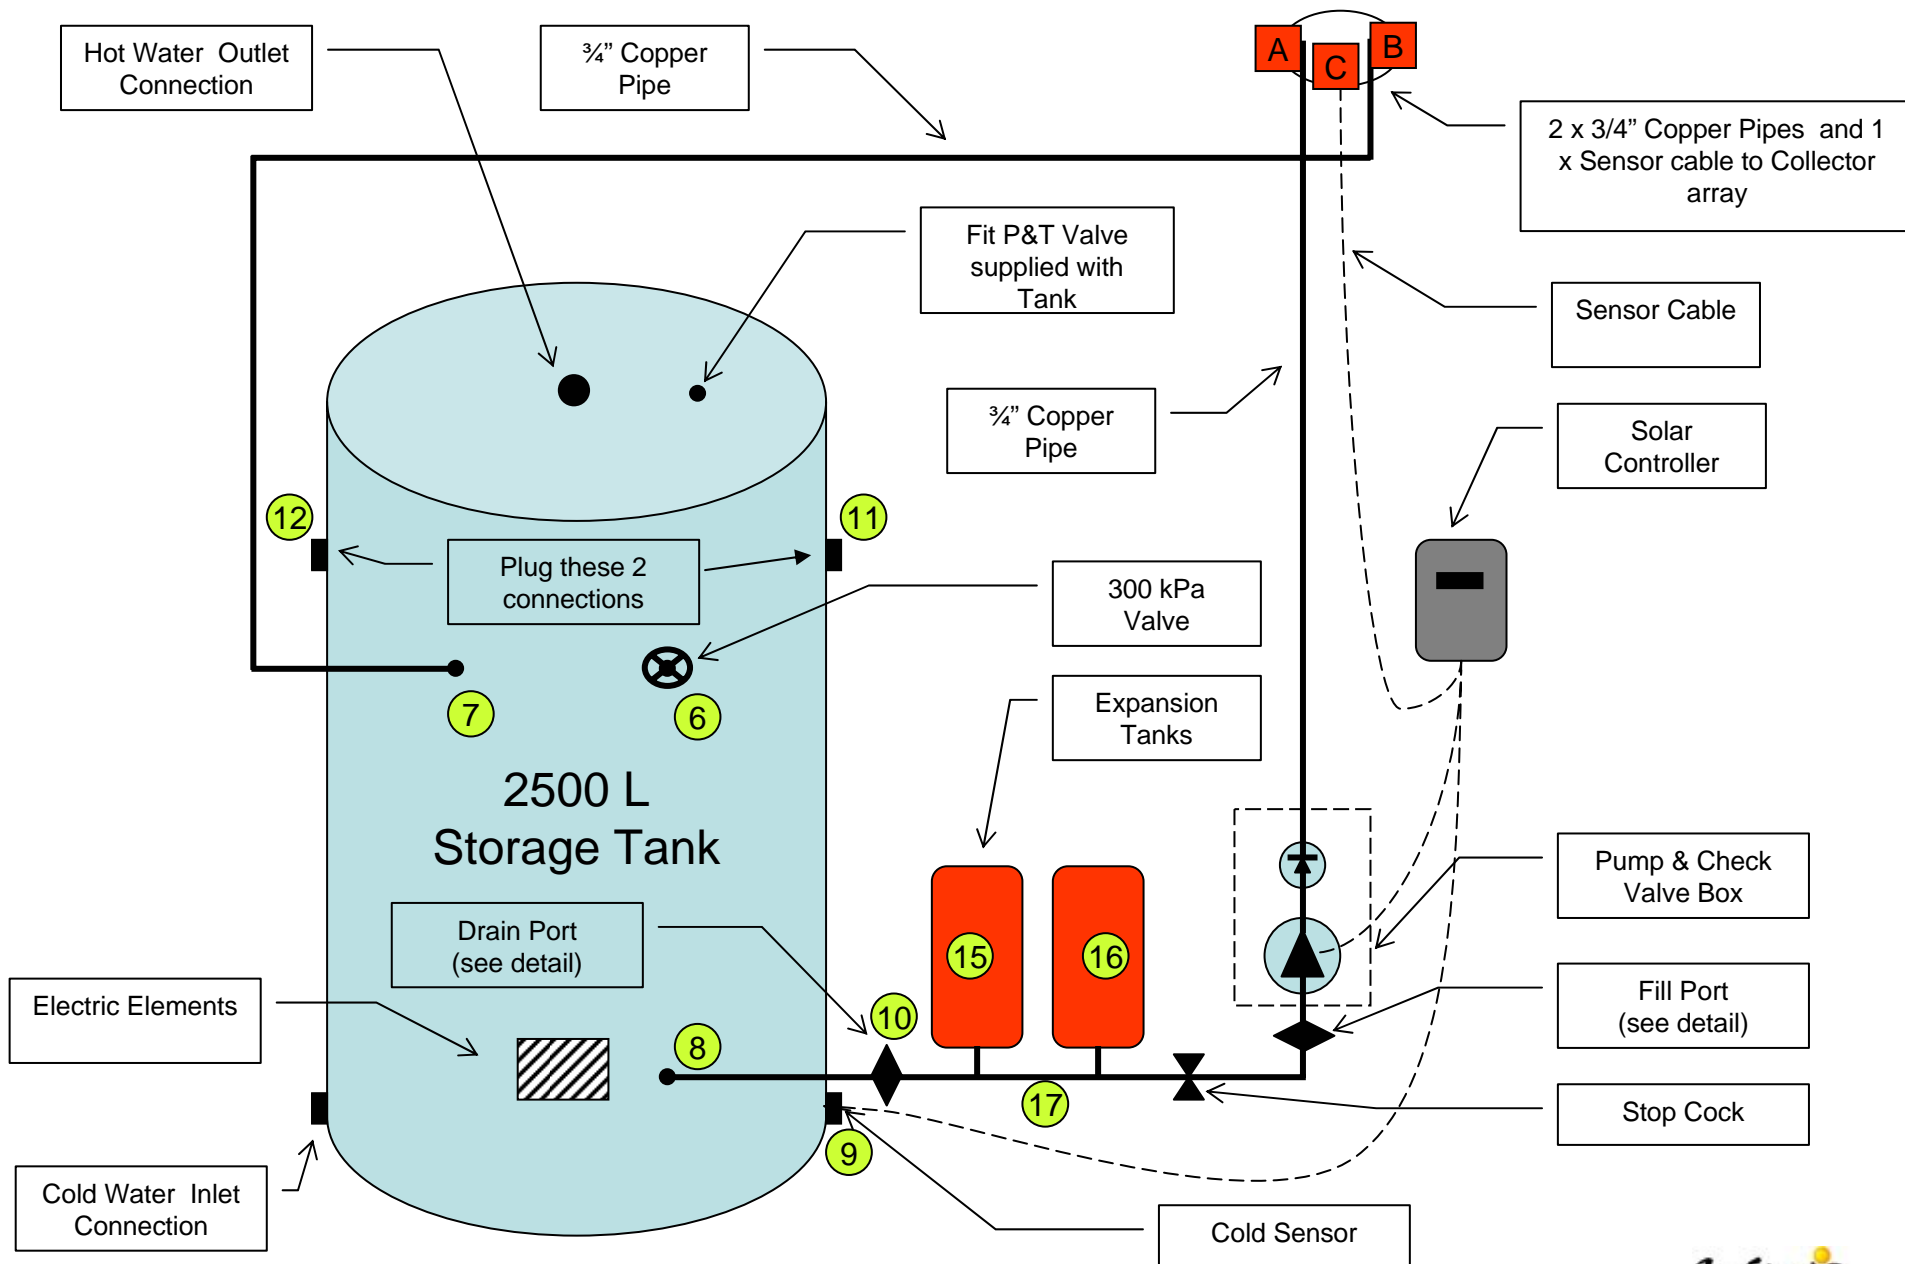 Hot Water  Outlet
Connection
¾” Copper
Pipe
A
B
C
2 x 3/4” Copper Pipes  and 1
x Sensor cable to Collector
array
Fit P&T Valve
supplied with
Tank
Sensor Cable
¾” Copper
Pipe
Solar
Controller
12
11
Plug these 2
connections
300 kPa
Valve
7
6
Expansion
Tanks
2500 L
Storage Tank
Pump & Check
Valve Box
Drain Port
(see detail)
15
16
Electric Elements
10
Fill Port
(see detail)
8
17
Stop Cock
9
Cold Water  Inlet
Connection
Cold Sensor